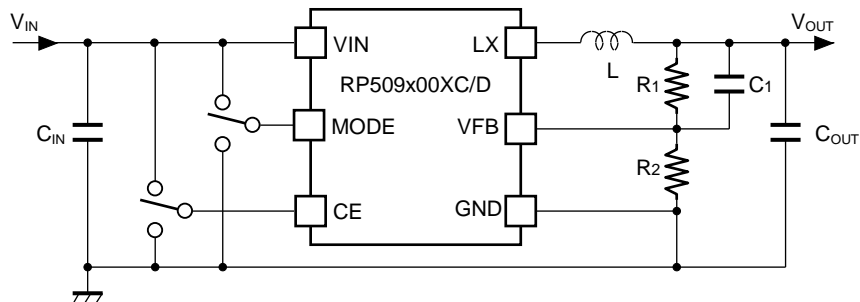 VIN
VOUT
VIN
LX
L
RP509x00XC/D
R1
C1
CIN
MODE
VFB
COUT
R2
CE
GND